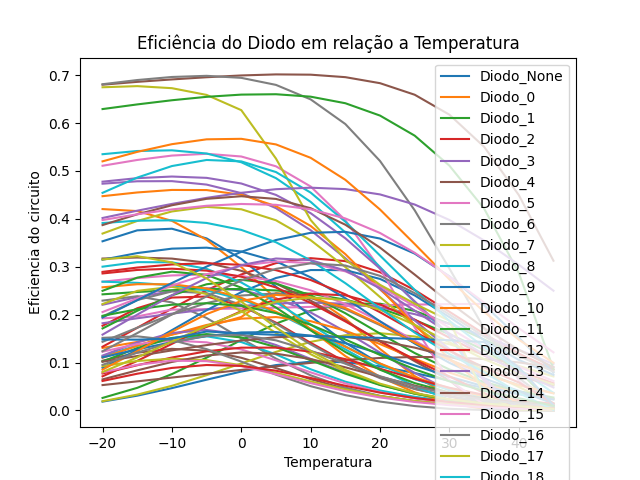 Eficiência do Diodo em relação a Temperatura
Eficiencia do circuito
0.7
0.6
0.5
0.4
0.3
0.2
0.1
0.0
−20
−10
0
10
20
30
40
Temperatura
Diodo_None
Diodo_0
Diodo_1
Diodo_2
Diodo_3
Diodo_4
Diodo_5
Diodo_6
Diodo_7
Diodo_8
Diodo_9
Diodo_10
Diodo_11
Diodo_12
Diodo_13
Diodo_14
Diodo_15
Diodo_16
Diodo_17
Diodo_18